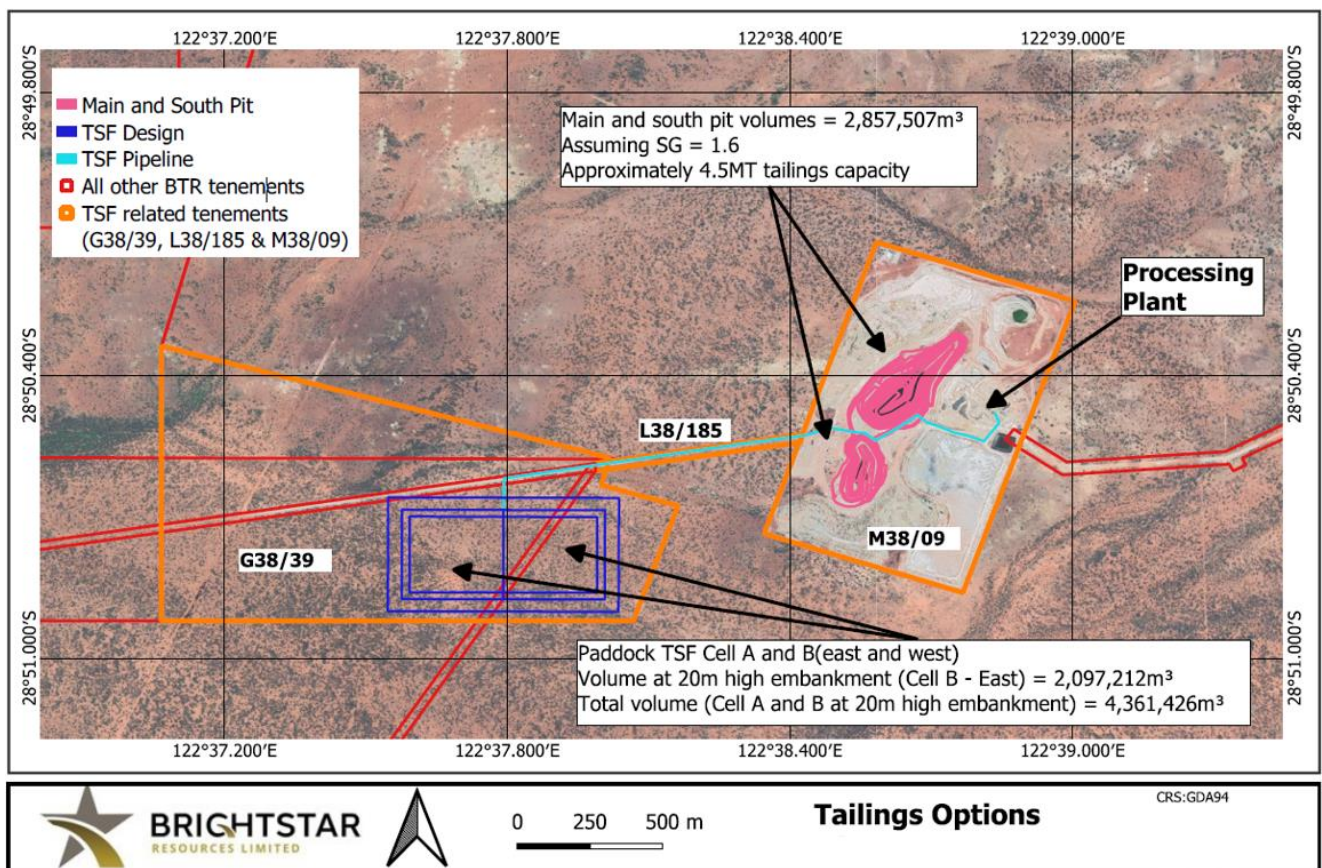 122°37.200'E 122°37.800'E 122°38.400'E 122°39.000'E
28°49.800'S
28°49.800'S
Main and South Pit
TSF Design
TSF Pipeline
All other BTR tenements
TSF related tenements
(G38/39, L38/185 & M38/09)
Main and south pit volumes = 2,857,507m³
Assuming SG = 1.6
Approximately 4.5MT tailings capacity
Processing
Plant
28°50.400'S
28°50.400'S
L38/185
M38/09
G38/39
Paddock TSF Cell A and B(east and west)
Volume at 20m high embankment (Cell B - East) = 2,097,212m³
Total volume (Cell A and B at 20m high embankment) = 4,361,426m³
28°51.000'S
28°51.000'S
122°37.200'E 122°37.800'E 122°38.400'E 122°39.000'E
BRIGHTSTAR
RESOURCES LIMITED
0 250 500 m
Tailings Options
CRS:GDA94